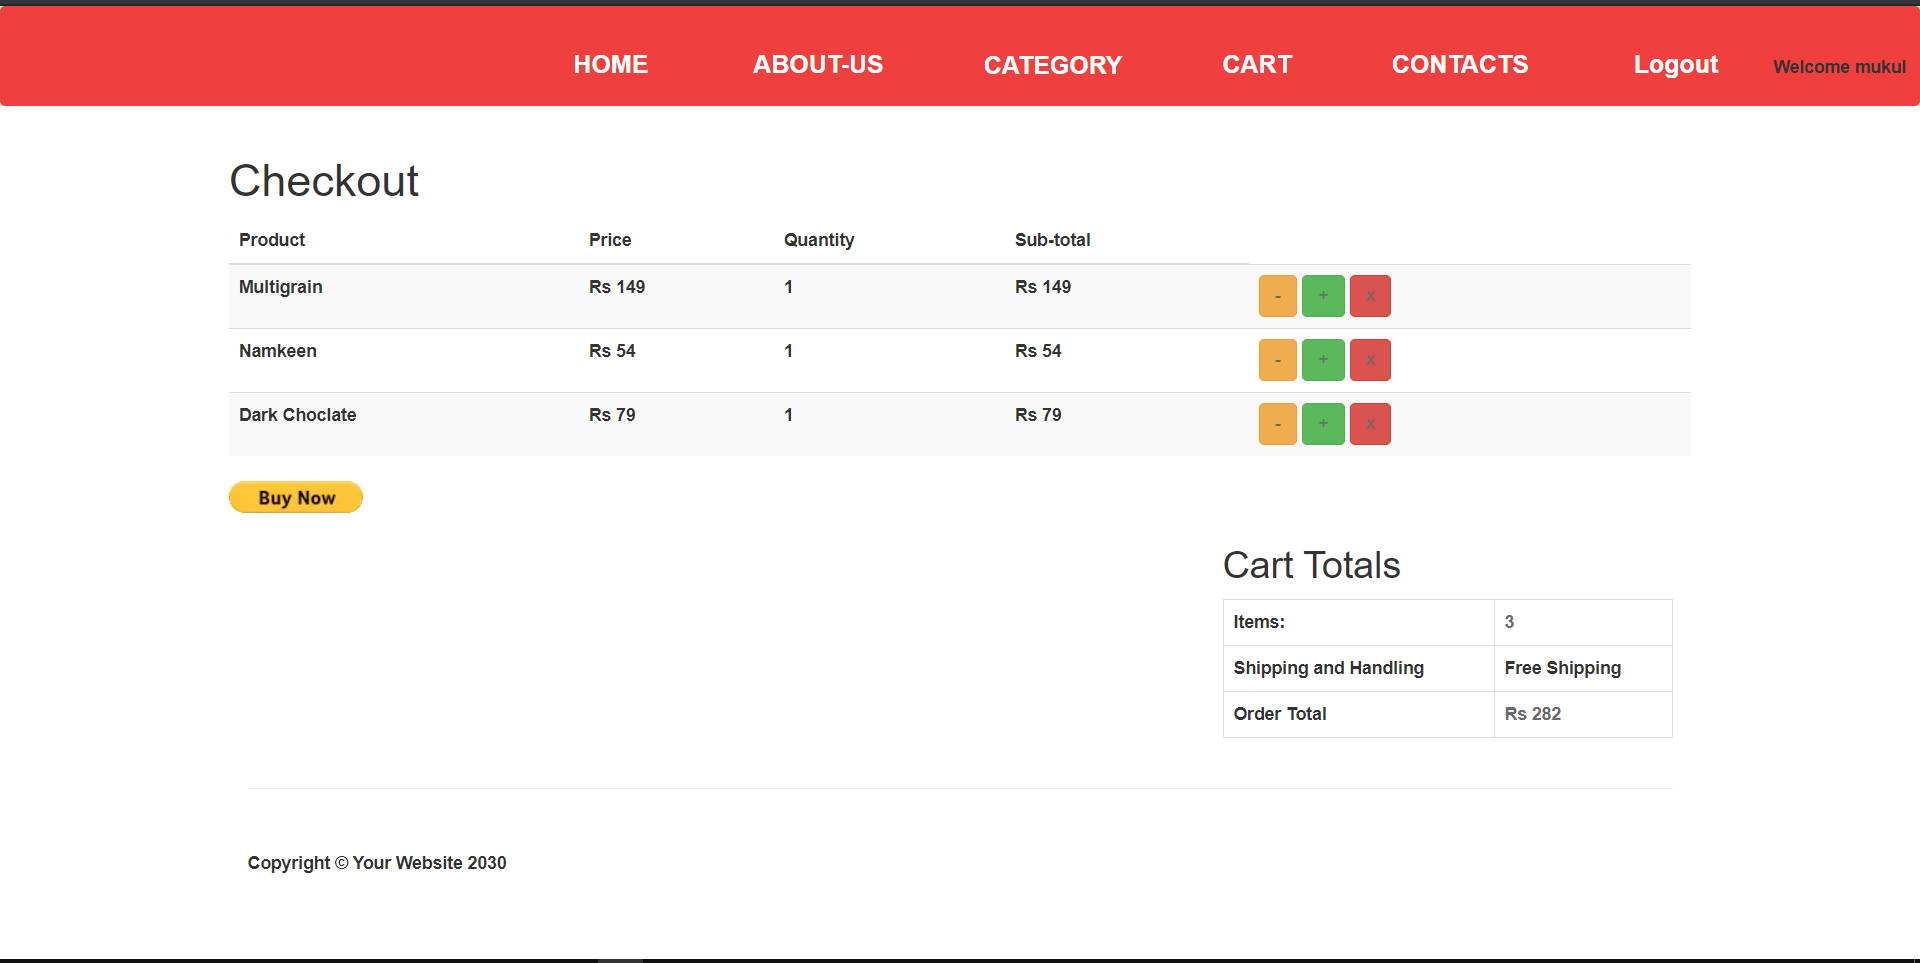 HOME ABOUT-US CATEGORY CART CONTACTS Logout Welcome mukul
Checkout
Product Price Quantity Sub-total
Multigrain Rs 149 1 Rs 149 - + x
Namkeen Rs 54 1 Rs 54 - + x
Dark Choclate Rs 79 1 Rs 79 - + x
Buy Now
Cart Totals
Items: 3
Shipping and Handling Free Shipping
Order Total Rs 282
Copyright © Your Website 2030